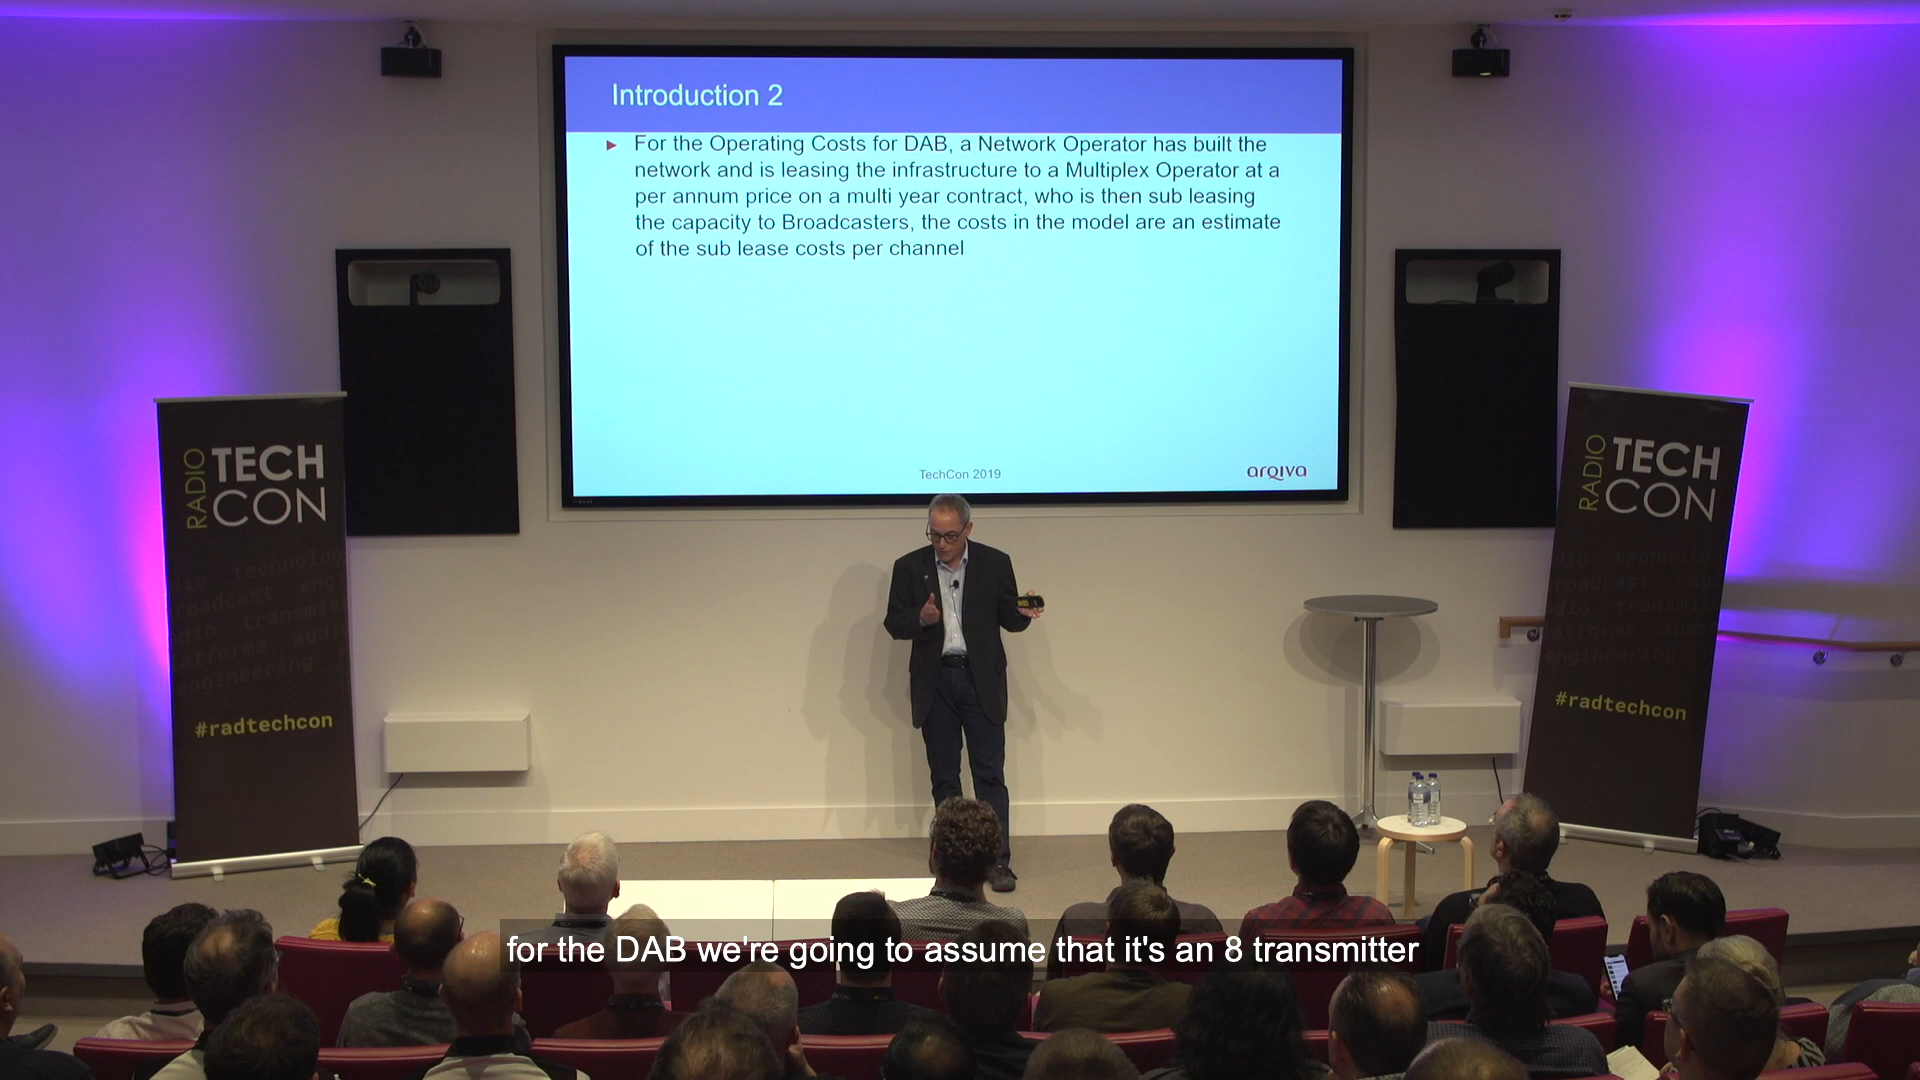 Introduction 2
► For the Operating Costs for DAB, a Network Operator has built the
network and is leasing the infrastructure to a Multiplex Operator at a
per annum price on a multi year contract, who is then sub leasing
the capacity to Broadcasters, the costs in the model are an estimate
of the sub lease costs per channel
TechCon 2019
arqiva
RADIO
TECH
CON
#radtechcon
RADIO
TECH
CON
#radtechcon
for the DAB we're going to assume that it's an 8 transmitter